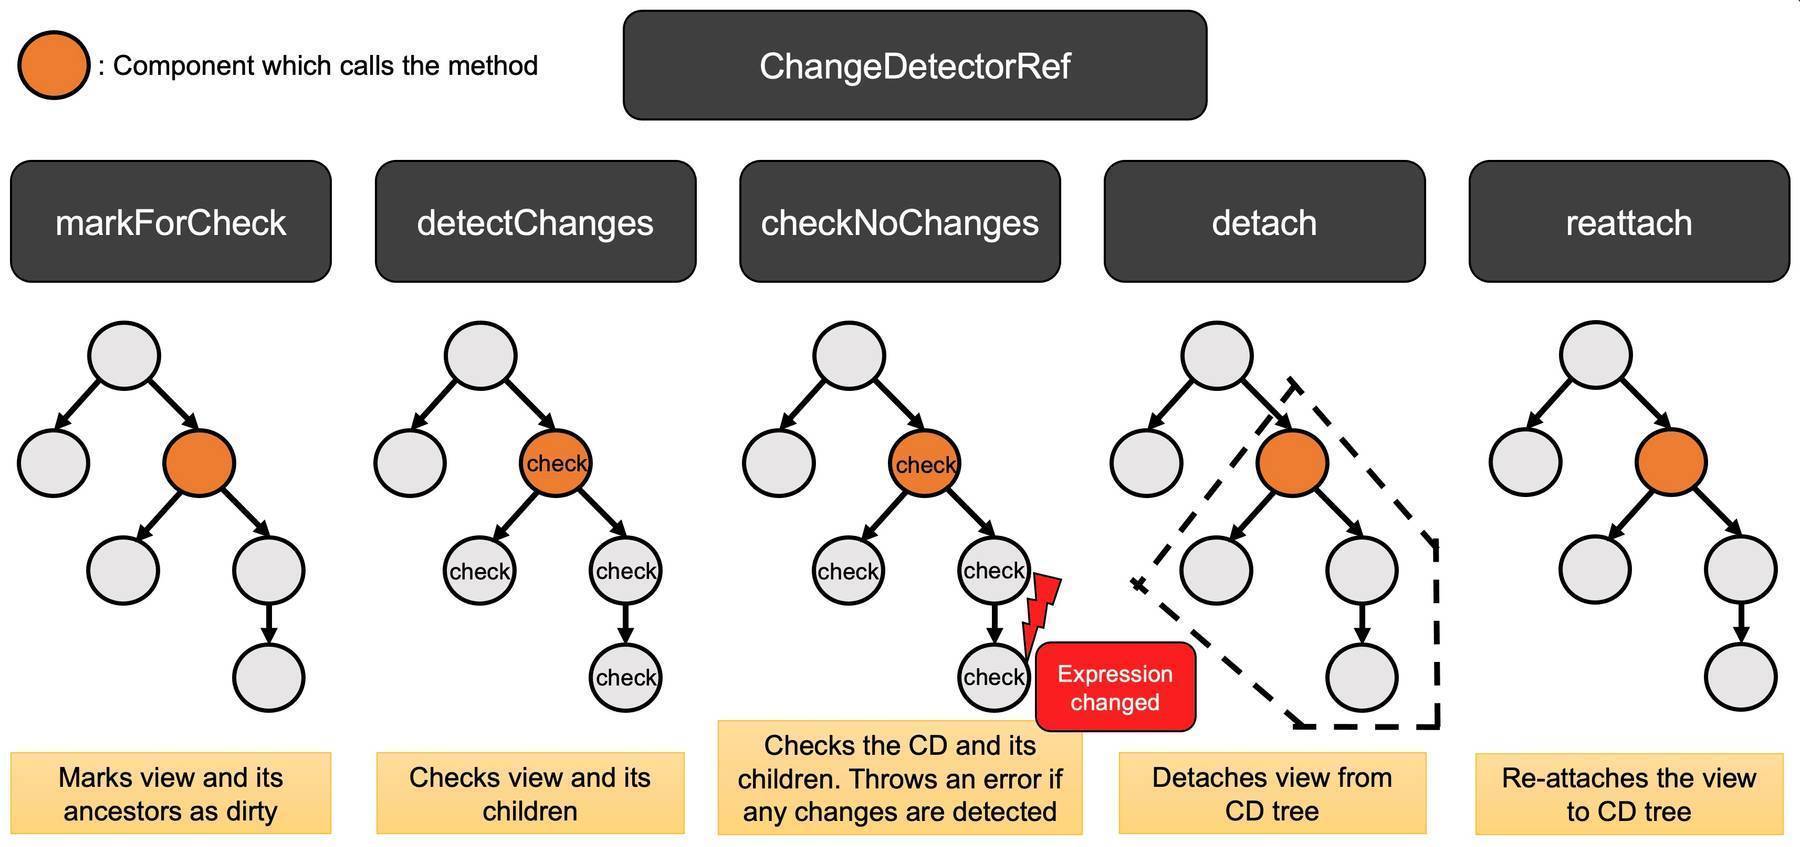 : Component which calls the method
ChangeDetectorRef
markForCheck
detectChanges
checkNoChanges
detach
reattach
check
check
check
check
check
check
check
check
Expression
changed
Marks view and its
ancestors as dirty
Checks view and its
children
Checks the CD and its
children. Throws an error if
any changes are detected
Detaches view from
CD tree
Re-attaches the view
to CD tree